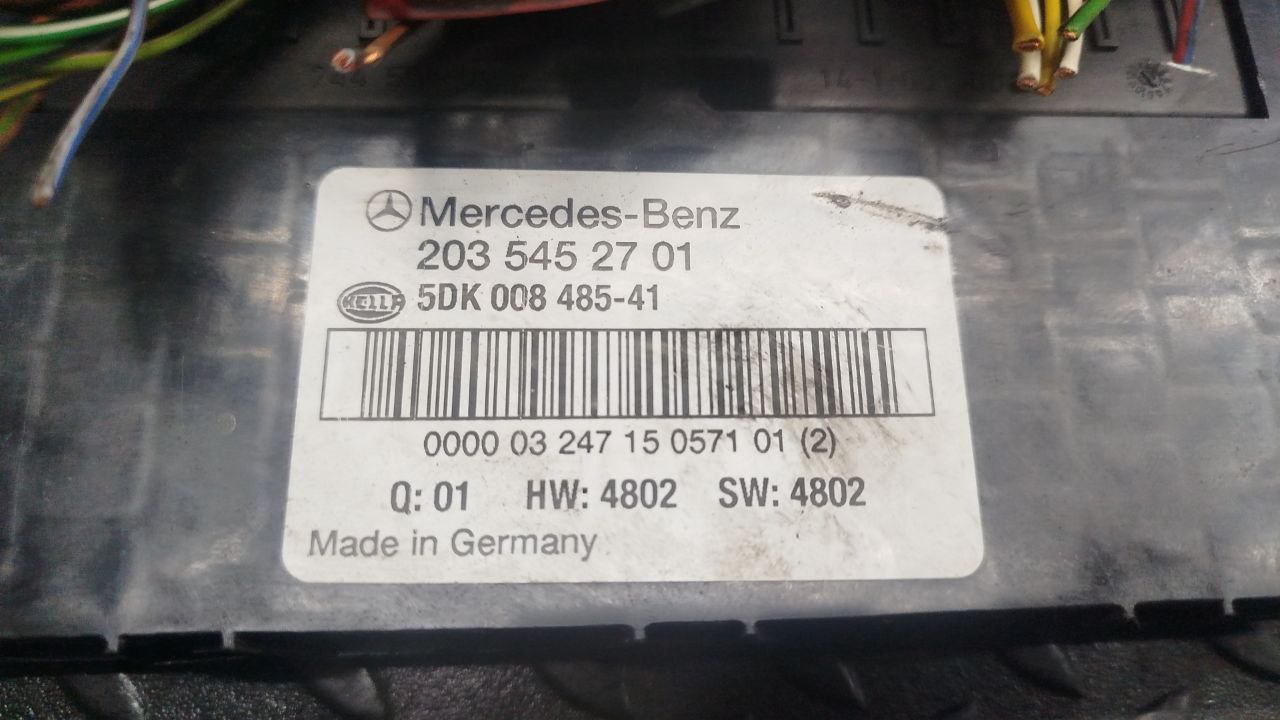 Mercedes-Benz
203 545 27 01
HELLA 5DK 008 485-41
0000 03 247 15 0571 01 (2)
Q: 01 HW: 4802 SW: 4802
Made in Germany